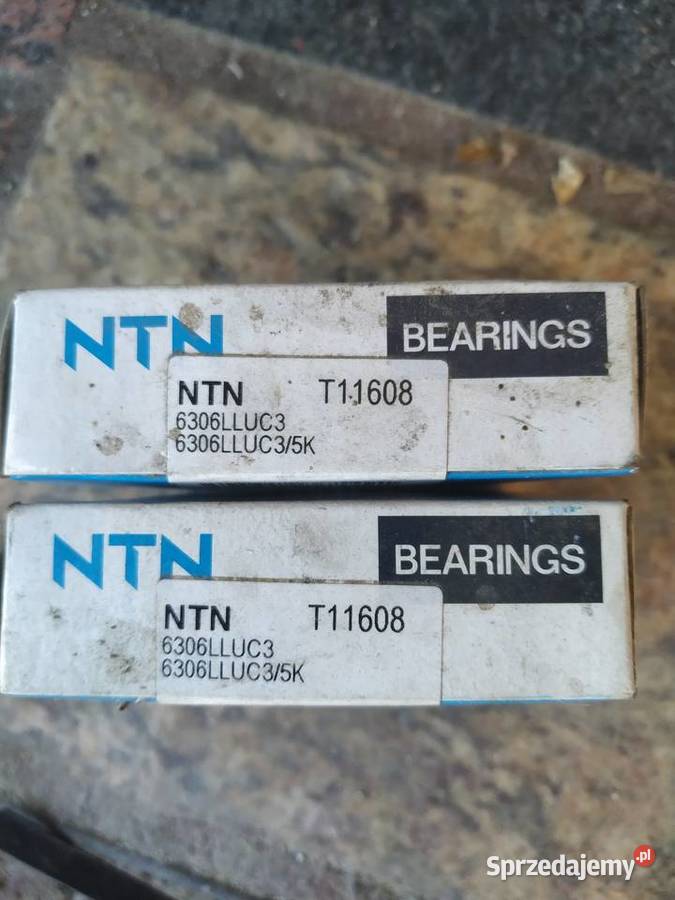 NTN BEARINGS
NTN T11608
6306LLUC3
6306LLUC3/5K
NTN BEARINGS
NTN T11608
6306LLUC3
6306LLUC3/5K
Sprzedajemy.pl